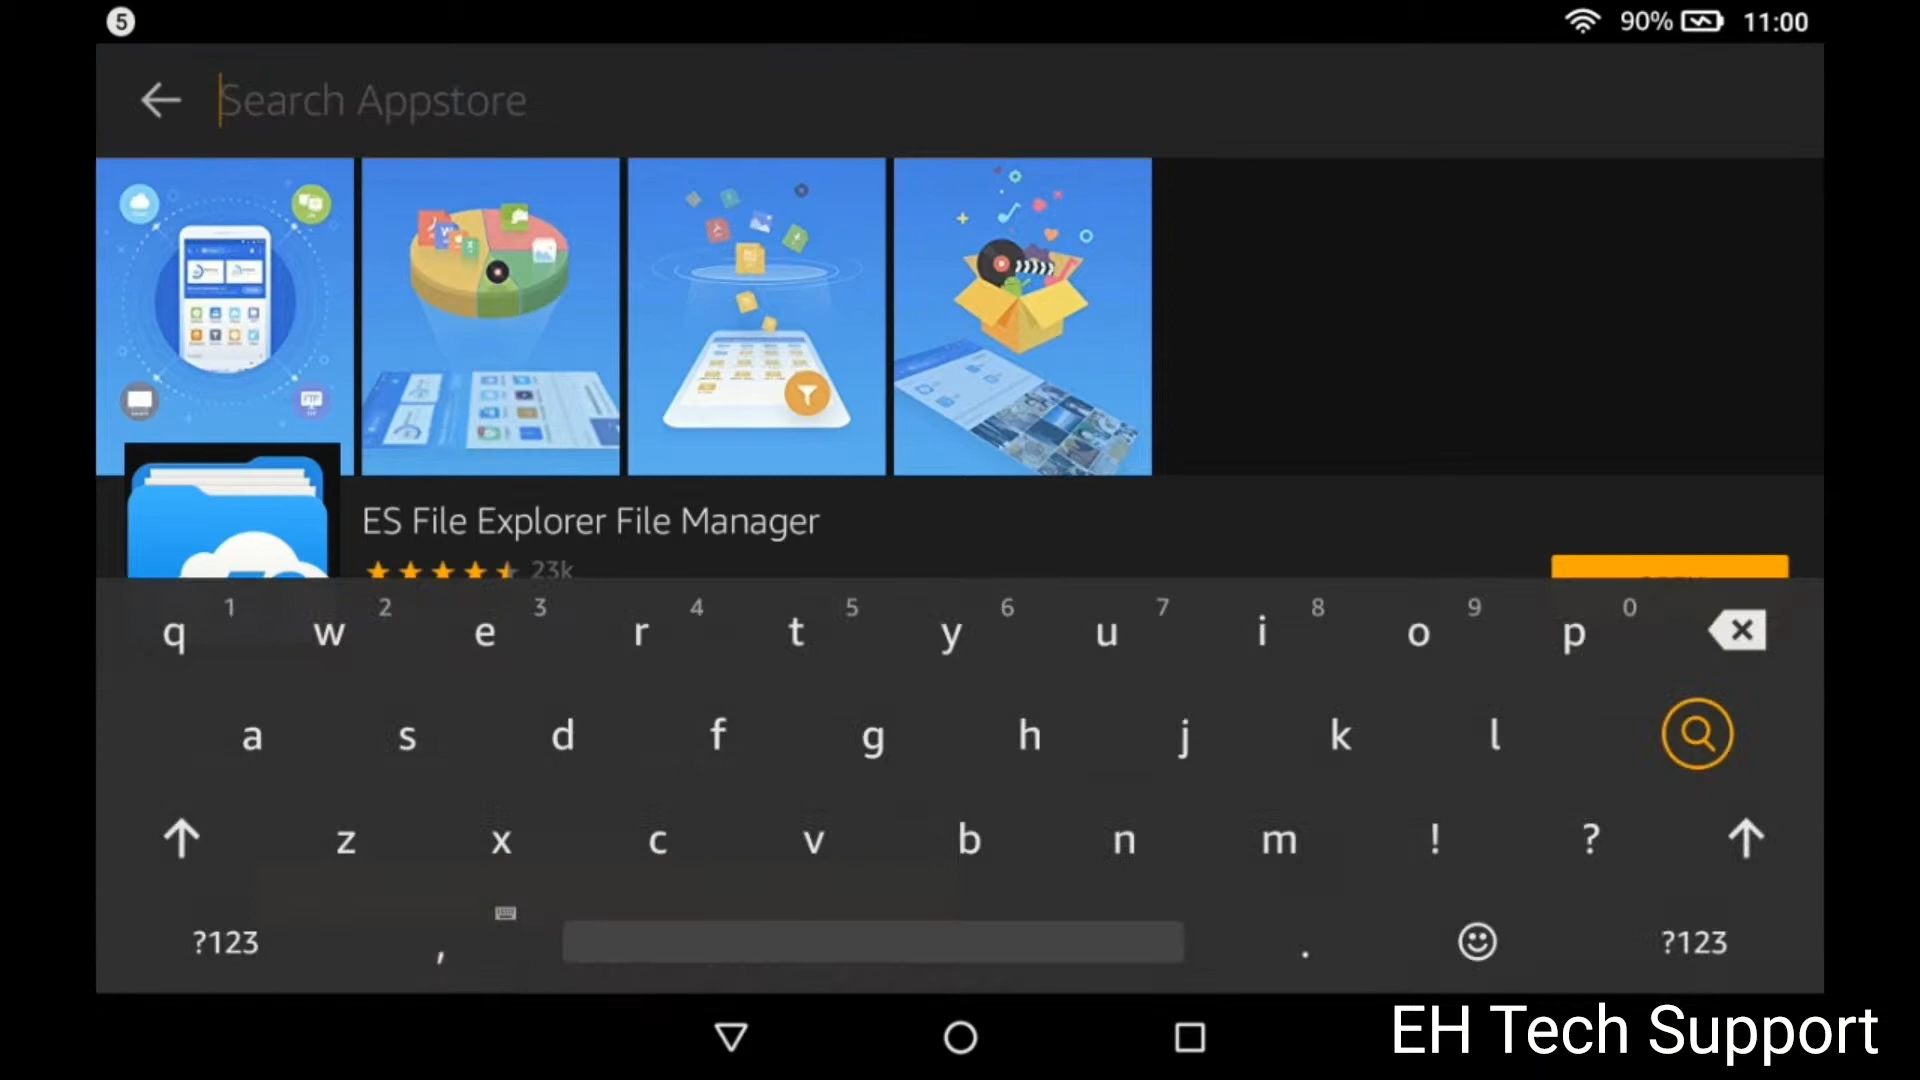 5 90% 11:00
Search Appstore
FTP
ES File Explorer File Manager
23k
1 2 3 4 5 6 7 8 9 0
q w e r t y u i o p
a s d f g h j k l
z x c v b n m ! ?
?123 , . ?123
EH Tech Support